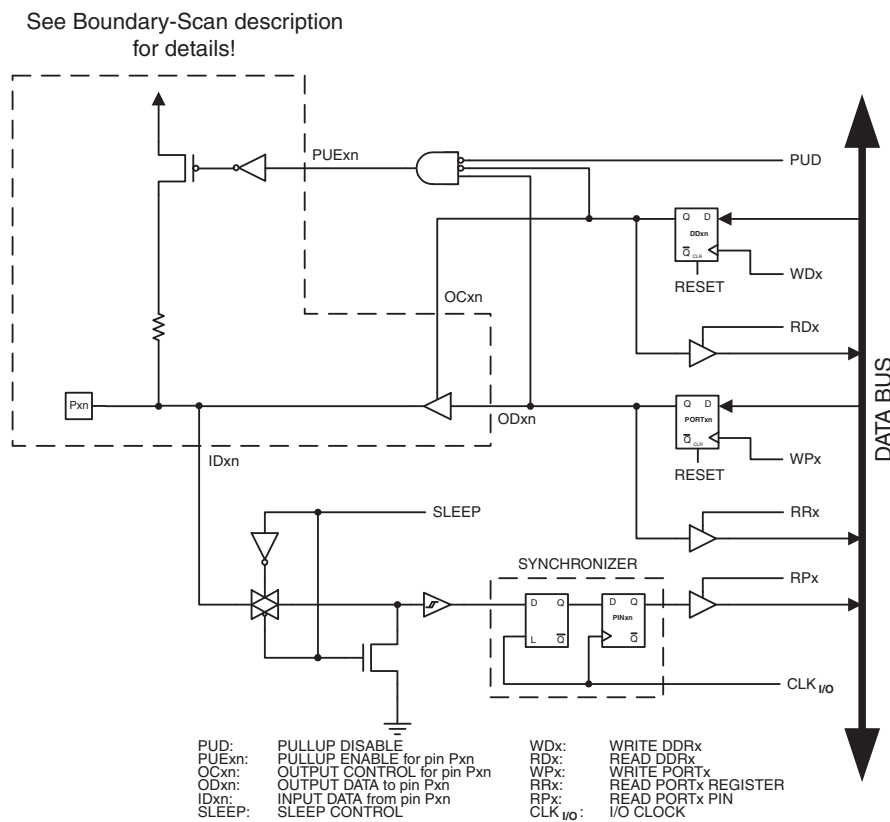 See Boundary-Scan description
for details!
PUExn
PUD
Q D
DDxn
Q CLR
WDx
RESET
OCxn
RDx
Pxn
ODxn
Q D
PORTxn
Q CLR
WPx
RESET
IDxn
DATA BUS
SLEEP
RRx
SYNCHRONIZER
RPx
D Q
L Q
D Q
PINxn
Q
CLK I/O
PUD: PULLUP DISABLE
PUExn: PULLUP ENABLE for pin Pxn
OCxn: OUTPUT CONTROL for pin Pxn
ODxn: OUTPUT DATA to pin Pxn
IDxn: INPUT DATA from pin Pxn
SLEEP: SLEEP CONTROL
WDx: WRITE DDRx
RDx: READ DDRx
WPx: WRITE PORTx
RRx: READ PORTx REGISTER
RPx: READ PORTx PIN
CLK I/O: I/O CLOCK